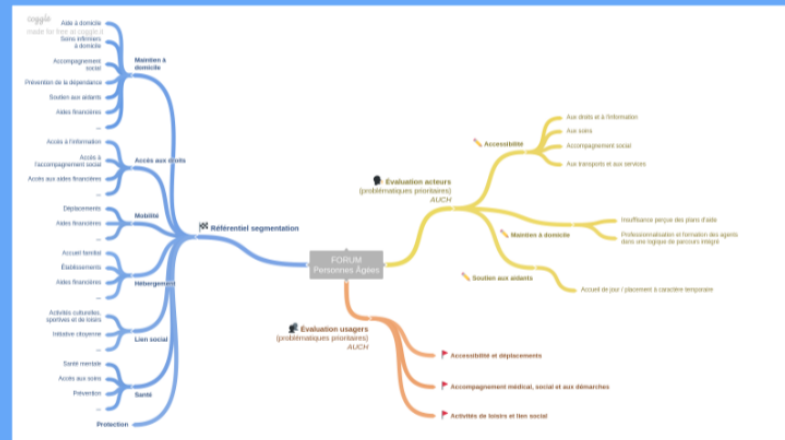 coggle
made for free at coggle.it
Aide à domicile
Soins infirmiers
à domicile
Accompagnement
social
Prévention de la dépendance
Soutien aux aidants
Aides financières
...
Maintien à
domicile
Accès à l'information
Accès à
l'accompagnement social
Accès aux aides financières
...
Accès aux droits
Déplacements
Aides financières
...
Mobilité
Accueil familial
Établissements
Aides financières
...
Hébergement
Activités culturelles,
sportives et de loisirs
Initiative citoyenne
...
Lien social
Santé mentale
Accès aux soins
Prévention
...
Santé
Protection
Référentiel segmentation
FORUM
Personnes Âgées
Évaluation acteurs
(problématiques prioritaires)
AUCH
Accessibilité
Aux droits et à l'information
Aux soins
Accompagnement social
Aux transports et aux services
Maintien à domicile
Insuffisance perçue des plans d'aide
Professionnalisation et formation des agents
dans une logique de parcours intégré
Soutien aux aidants
Accueil de jour / placement à caractère temporaire
Évaluation usagers
(problématiques prioritaires)
AUCH
Accessibilité et déplacements
Accompagnement médical, social et aux démarches
Activités de loisirs et lien social